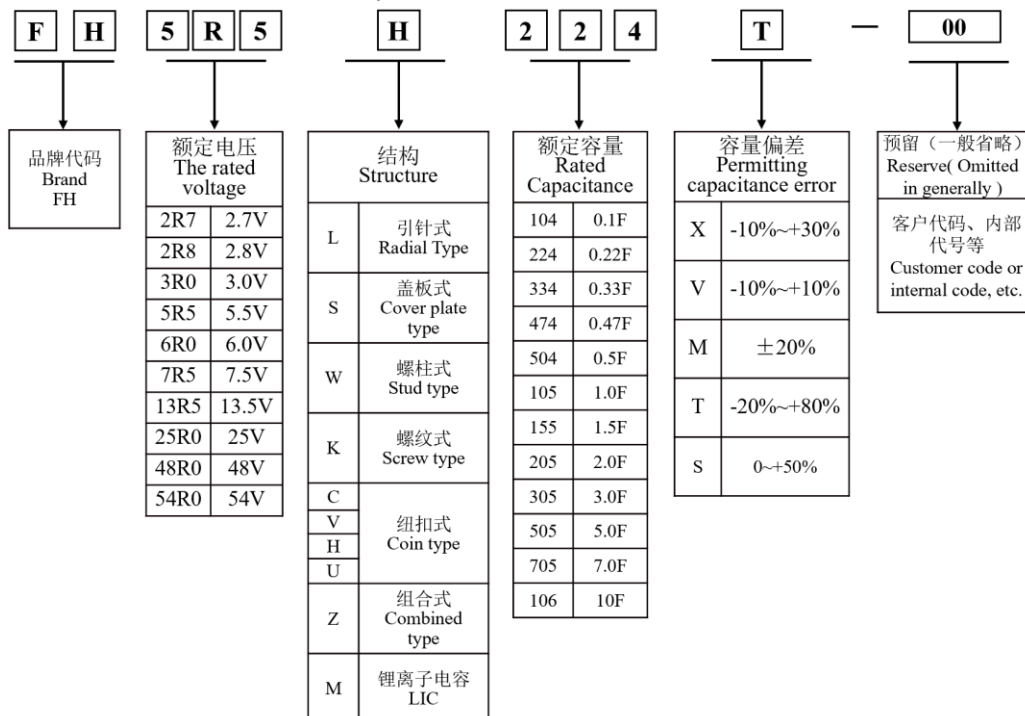 F H 5 R 5 H 2 2 4 T — 00
品牌代码
Brand
FH
额定电压
The rated
voltage
2R7 2.7V
2R8 2.8V
3R0 3.0V
5R5 5.5V
6R0 6.0V
7R5 7.5V
13R5 13.5V
25R0 25V
48R0 48V
54R0 54V
结构
Structure
L 引针式
Radial Type
S 盖板式
Cover plate
type
W 螺柱式
Stud type
K 螺纹式
Screw type
C
V
H
U
纽扣式
Coin type
Z 组合式
Combined
type
M 锂离子电容
LIC
额定容量
Rated
Capacitance
104 0.1F
224 0.22F
334 0.33F
474 0.47F
504 0.5F
105 1.0F
155 1.5F
205 2.0F
305 3.0F
505 5.0F
705 7.0F
106 10F
容量偏差
Permitting
capacitance error
X -10%~+30%
V -10%~+10%
M ±20%
T -20%~+80%
S 0~+50%
预留（一般省略）
Reserve( Omitted
in generally )
客户代码、内部
代号等
Customer code or
internal code, etc.